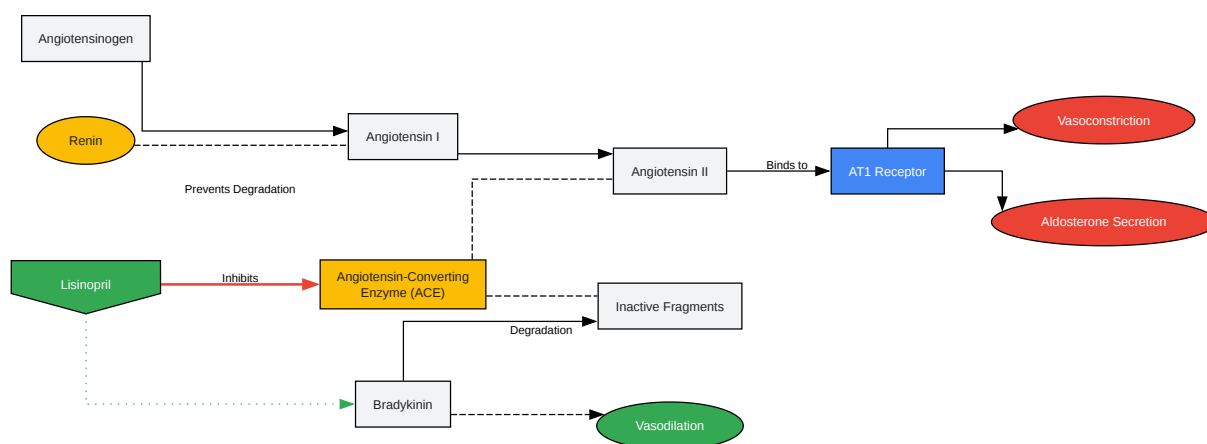 Angiotensinogen
Renin
Angiotensin I
Vasoconstriction
Angiotensin II
Binds to
AT1 Receptor
Prevents Degradation
Aldosterone Secretion
Lisinopril
Inhibits
Angiotensin-Converting
Enzyme (ACE)
Inactive Fragments
Degradation
Bradykinin
Vasodilation